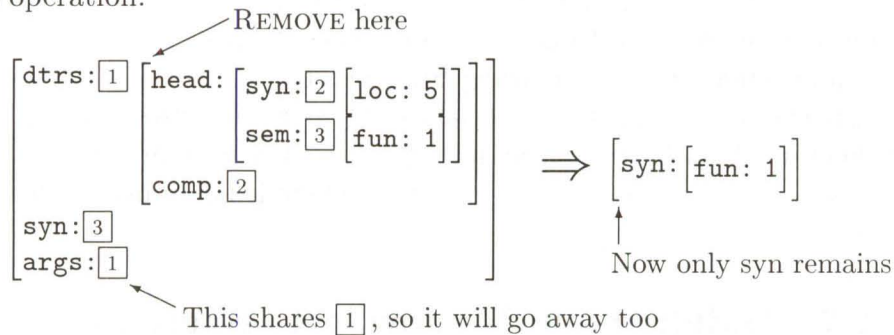 operation.
REMOVE here
dtrs: 1 head: syn: 2 loc: 5
sem: 3 fun: 1
comp: 2
⟹ syn: fun: 1
syn: 3
args: 1
Now only syn remains
This shares 1, so it will go away too